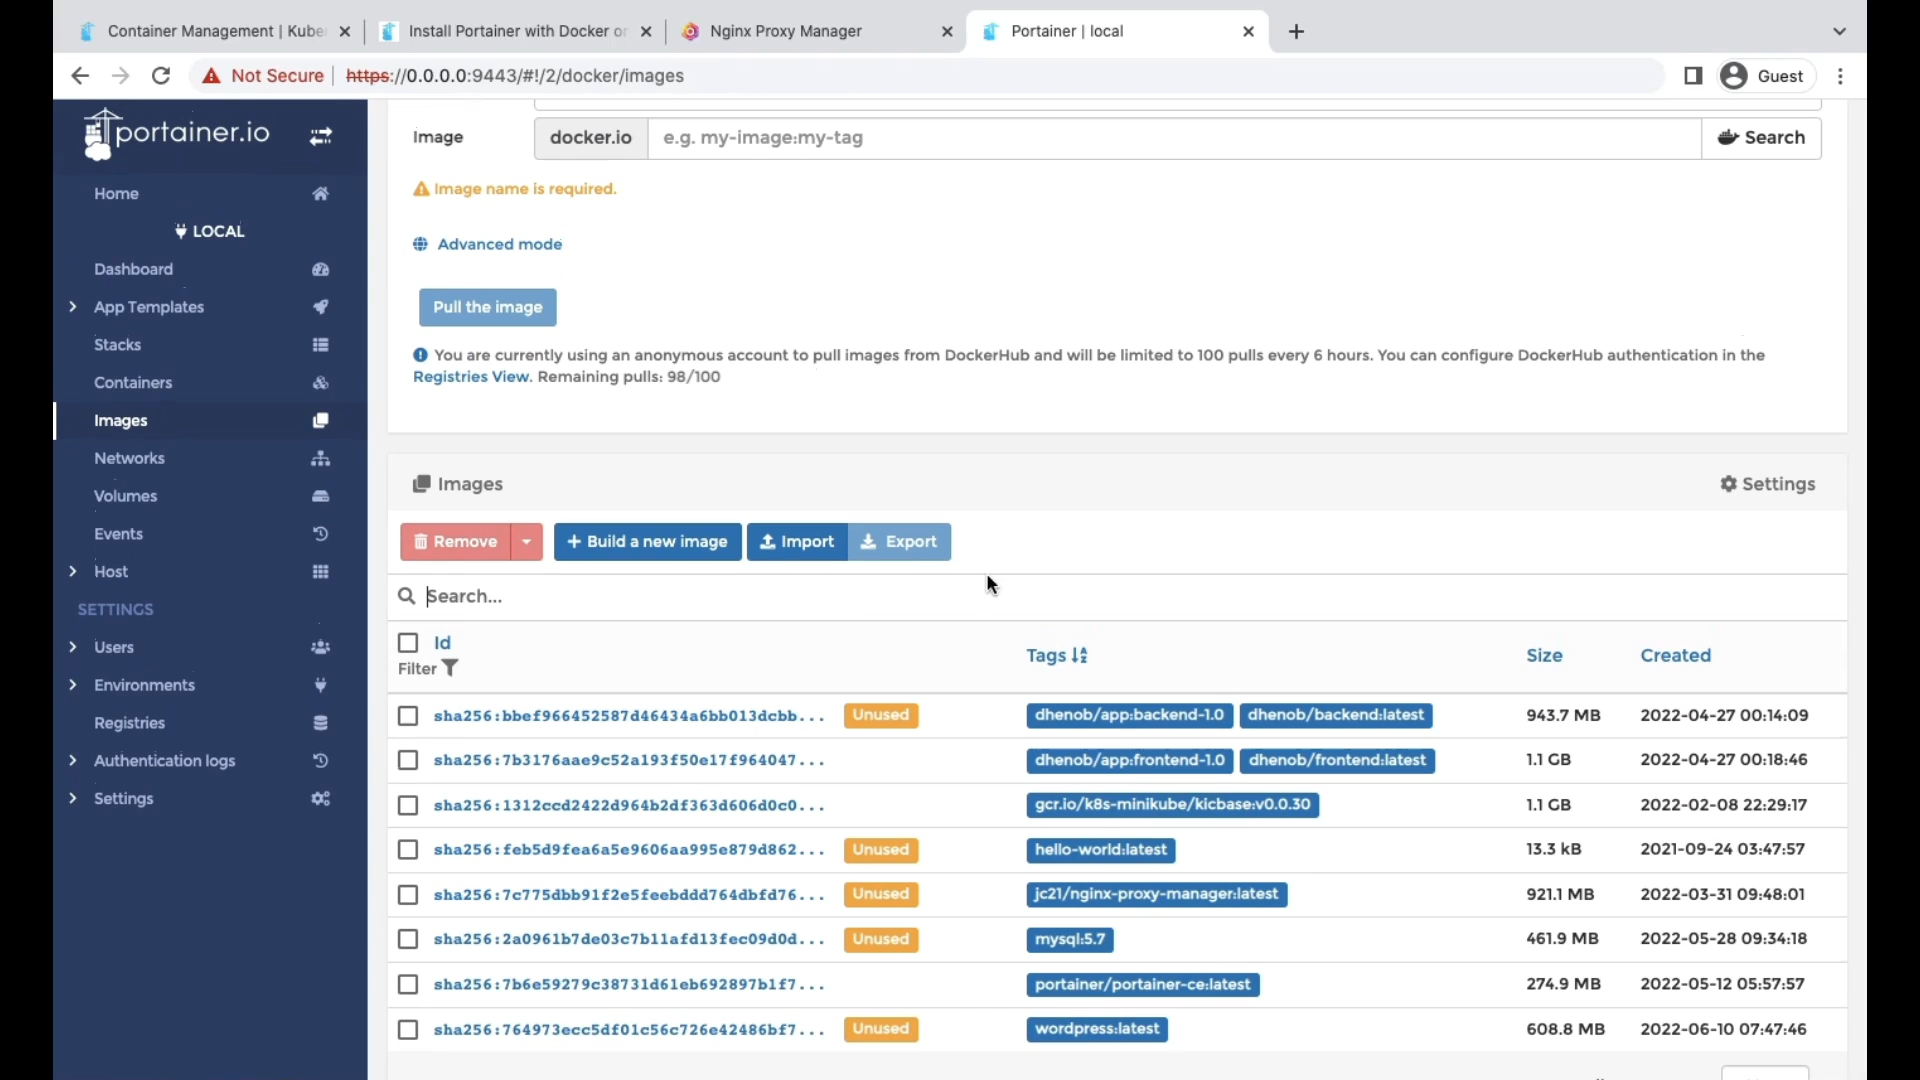 Container Management | Kuber
Install Portainer with Docker or
Nginx Proxy Manager
Portainer | local
Not Secure
https://0.0.0.0:9443/#!/2/docker/images
Guest
portainer.io
Home
LOCAL
Dashboard
App Templates
Stacks
Containers
Images
Networks
Volumes
Events
Host
SETTINGS
Users
Environments
Registries
Authentication logs
Settings
Image docker.io e.g. my-image:my-tag Search
Image name is required.
Advanced mode
Pull the image
You are currently using an anonymous account to pull images from DockerHub and will be limited to 100 pulls every 6 hours. You can configure DockerHub authentication in the
Registries View. Remaining pulls: 98/100
Images Settings
Remove + Build a new image Import Export
Search...
Id Tags Size Created
Filter
sha256:bbef966452587d46434a6bb013dcbb... Unused dhenob/app:backend-1.0 dhenob/backend:latest 943.7 MB 2022-04-27 00:14:09
sha256:7b3176aae9c52a193f50e17f964047... dhenob/app:frontend-1.0 dhenob/frontend:latest 1.1 GB 2022-04-27 00:18:46
sha256:1312ccd2422d964b2df363d606d0c0... gcr.io/k8s-minikube/kicbase:v0.0.30 1.1 GB 2022-02-08 22:29:17
sha256:feb5d9fea6a5e9606aa995e879d862... Unused hello-world:latest 13.3 kB 2021-09-24 03:47:57
sha256:7c775dbb91f2e5feebddd764dbfd76... Unused jc21/nginx-proxy-manager:latest 921.1 MB 2022-03-31 09:48:01
sha256:2a0961b7de03c7b11afd13fec09d0d... Unused mysql:5.7 461.9 MB 2022-05-28 09:34:18
sha256:7b6e59279c38731d61eb692897b1f7... portainer/portainer-ce:latest 274.9 MB 2022-05-12 05:57:57
sha256:764973ecc5df01c56c726e42486bf7... Unused wordpress:latest 608.8 MB 2022-06-10 07:47:46